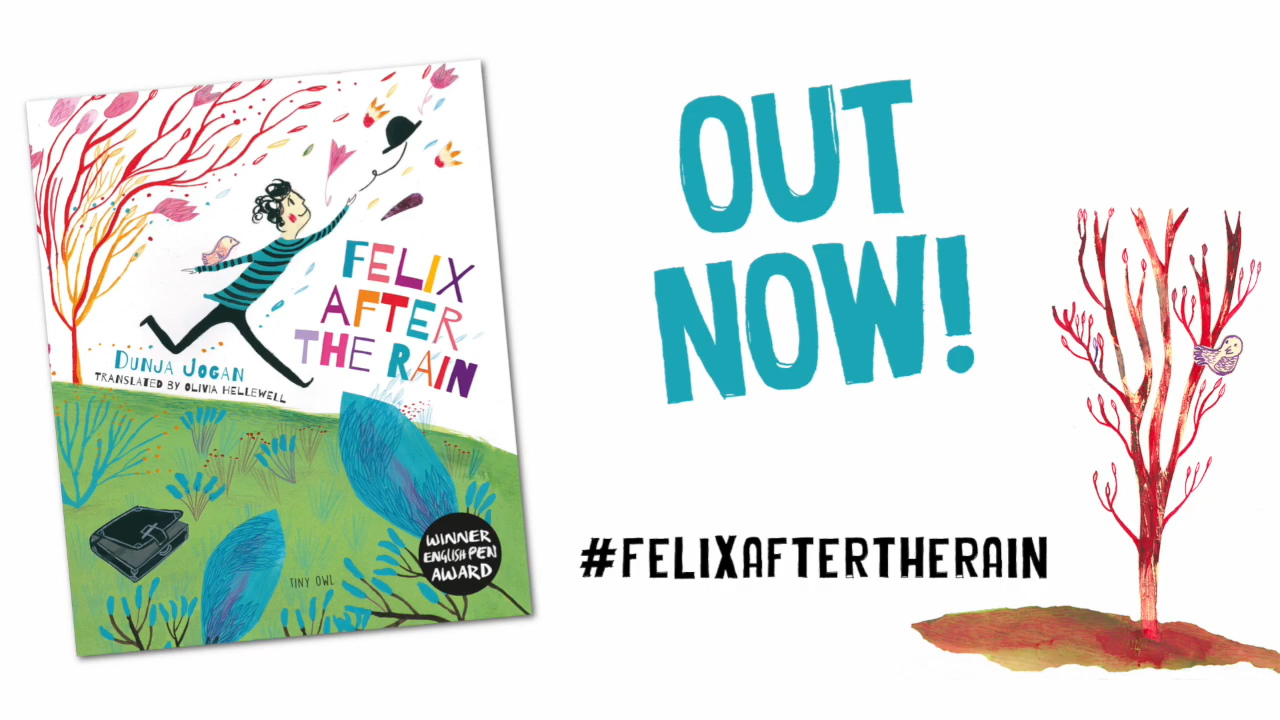 FELIX
AFTER
THE RAIN
DUNJA JOGAN
TRANSLATED BY OLIVIA HELLEWELL
TINY OWL
WINNER
ENGLISH PEN
AWARD
OUT
NOW!
#FELIXAFTERTHERAIN